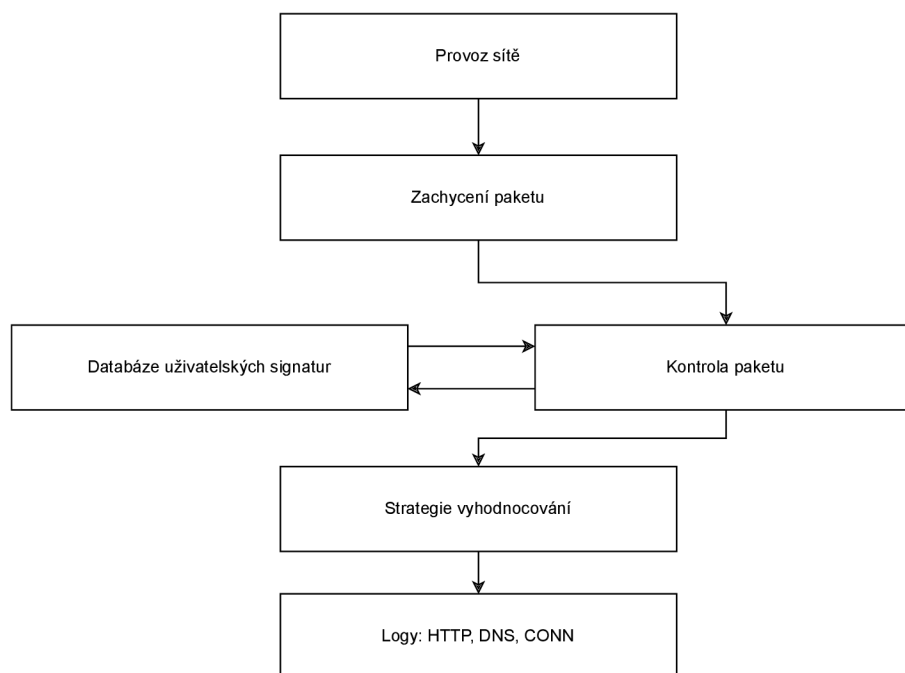 Provoz sítě
Zachycení paketu
Databáze uživatelských signatur
Kontrola paketu
Strategie vyhodnocování
Logy: HTTP, DNS, CONN